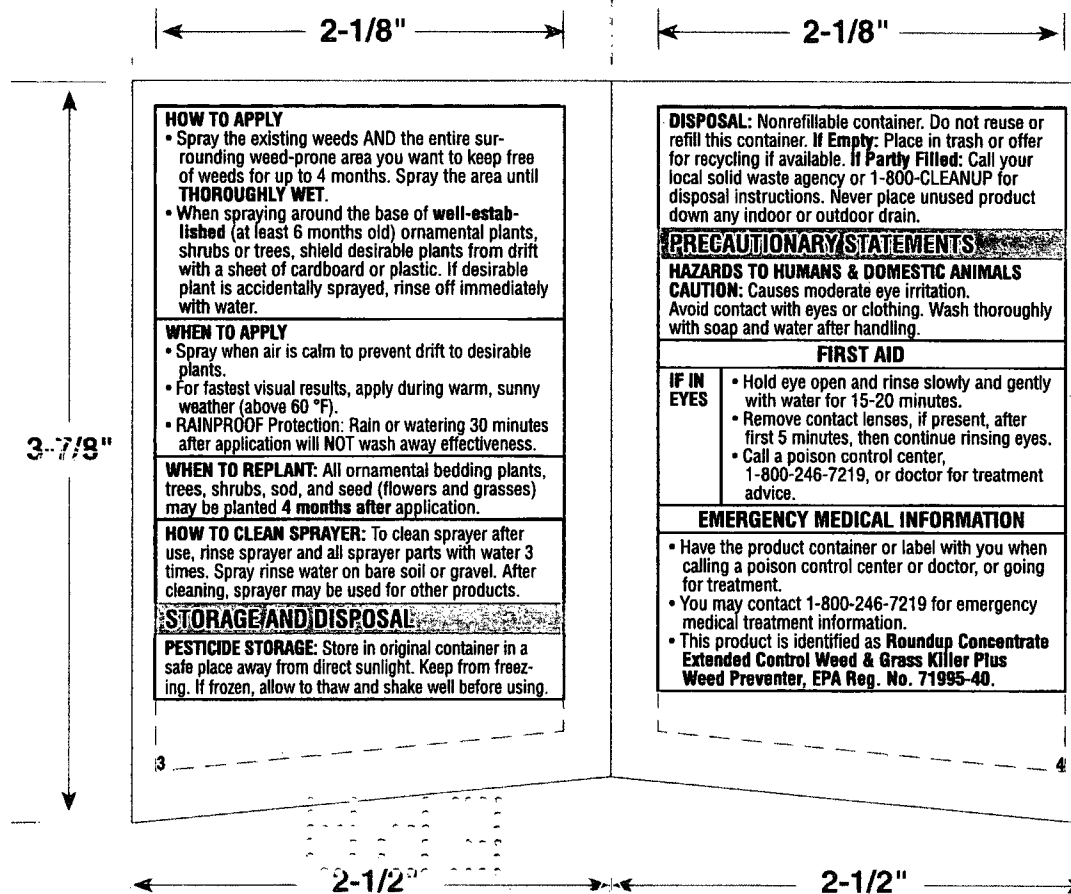 2-1/8"
2-1/8"
3-7/8"
HOW TO APPLY
• Spray the existing weeds AND the entire sur-
rounding weed-prone area you want to keep free
of weeds for up to 4 months. Spray the area until
THOROUGHLY WET.
• When spraying around the base of well-estab-
lished (at least 6 months old) ornamental plants,
shrubs or trees, shield desirable plants from drift
with a sheet of cardboard or plastic. If desirable
plant is accidentally sprayed, rinse off immediately
with water.
WHEN TO APPLY
• Spray when air is calm to prevent drift to desirable
plants.
• For fastest visual results, apply during warm, sunny
weather (above 60 °F).
• RAINPROOF Protection: Rain or watering 30 minutes
after application will NOT wash away effectiveness.
WHEN TO REPLANT: All ornamental bedding plants,
trees, shrubs, sod, and seed (flowers and grasses)
may be planted 4 months after application.
HOW TO CLEAN SPRAYER: To clean sprayer after
use, rinse sprayer and all sprayer parts with water 3
times. Spray rinse water on bare soil or gravel. After
cleaning, sprayer may be used for other products.
STORAGE AND DISPOSAL
PESTICIDE STORAGE: Store in original container in a
safe place away from direct sunlight. Keep from freez-
ing. If frozen, allow to thaw and shake well before using.
3
DISPOSAL: Nonrefillable container. Do not reuse or
refill this container. If Empty: Place in trash or offer
for recycling if available. If Partly Filled: Call your
local solid waste agency or 1-800-CLEANUP for
disposal instructions. Never place unused product
down any indoor or outdoor drain.
PRECAUTIONARY STATEMENTS
HAZARDS TO HUMANS & DOMESTIC ANIMALS
CAUTION: Causes moderate eye irritation.
Avoid contact with eyes or clothing. Wash thoroughly
with soap and water after handling.
FIRST AID
IF IN
EYES
• Hold eye open and rinse slowly and gently
with water for 15-20 minutes.
• Remove contact lenses, if present, after
first 5 minutes, then continue rinsing eyes.
• Call a poison control center,
1-800-246-7219, or doctor for treatment
advice.
EMERGENCY MEDICAL INFORMATION
• Have the product container or label with you when
calling a poison control center or doctor, or going
for treatment.
• You may contact 1-800-246-7219 for emergency
medical treatment information.
• This product is identified as Roundup Concentrate
Extended Control Weed & Grass Killer Plus
Weed Preventer, EPA Reg. No. 71995-40.
4
2-1/2"
2-1/2"